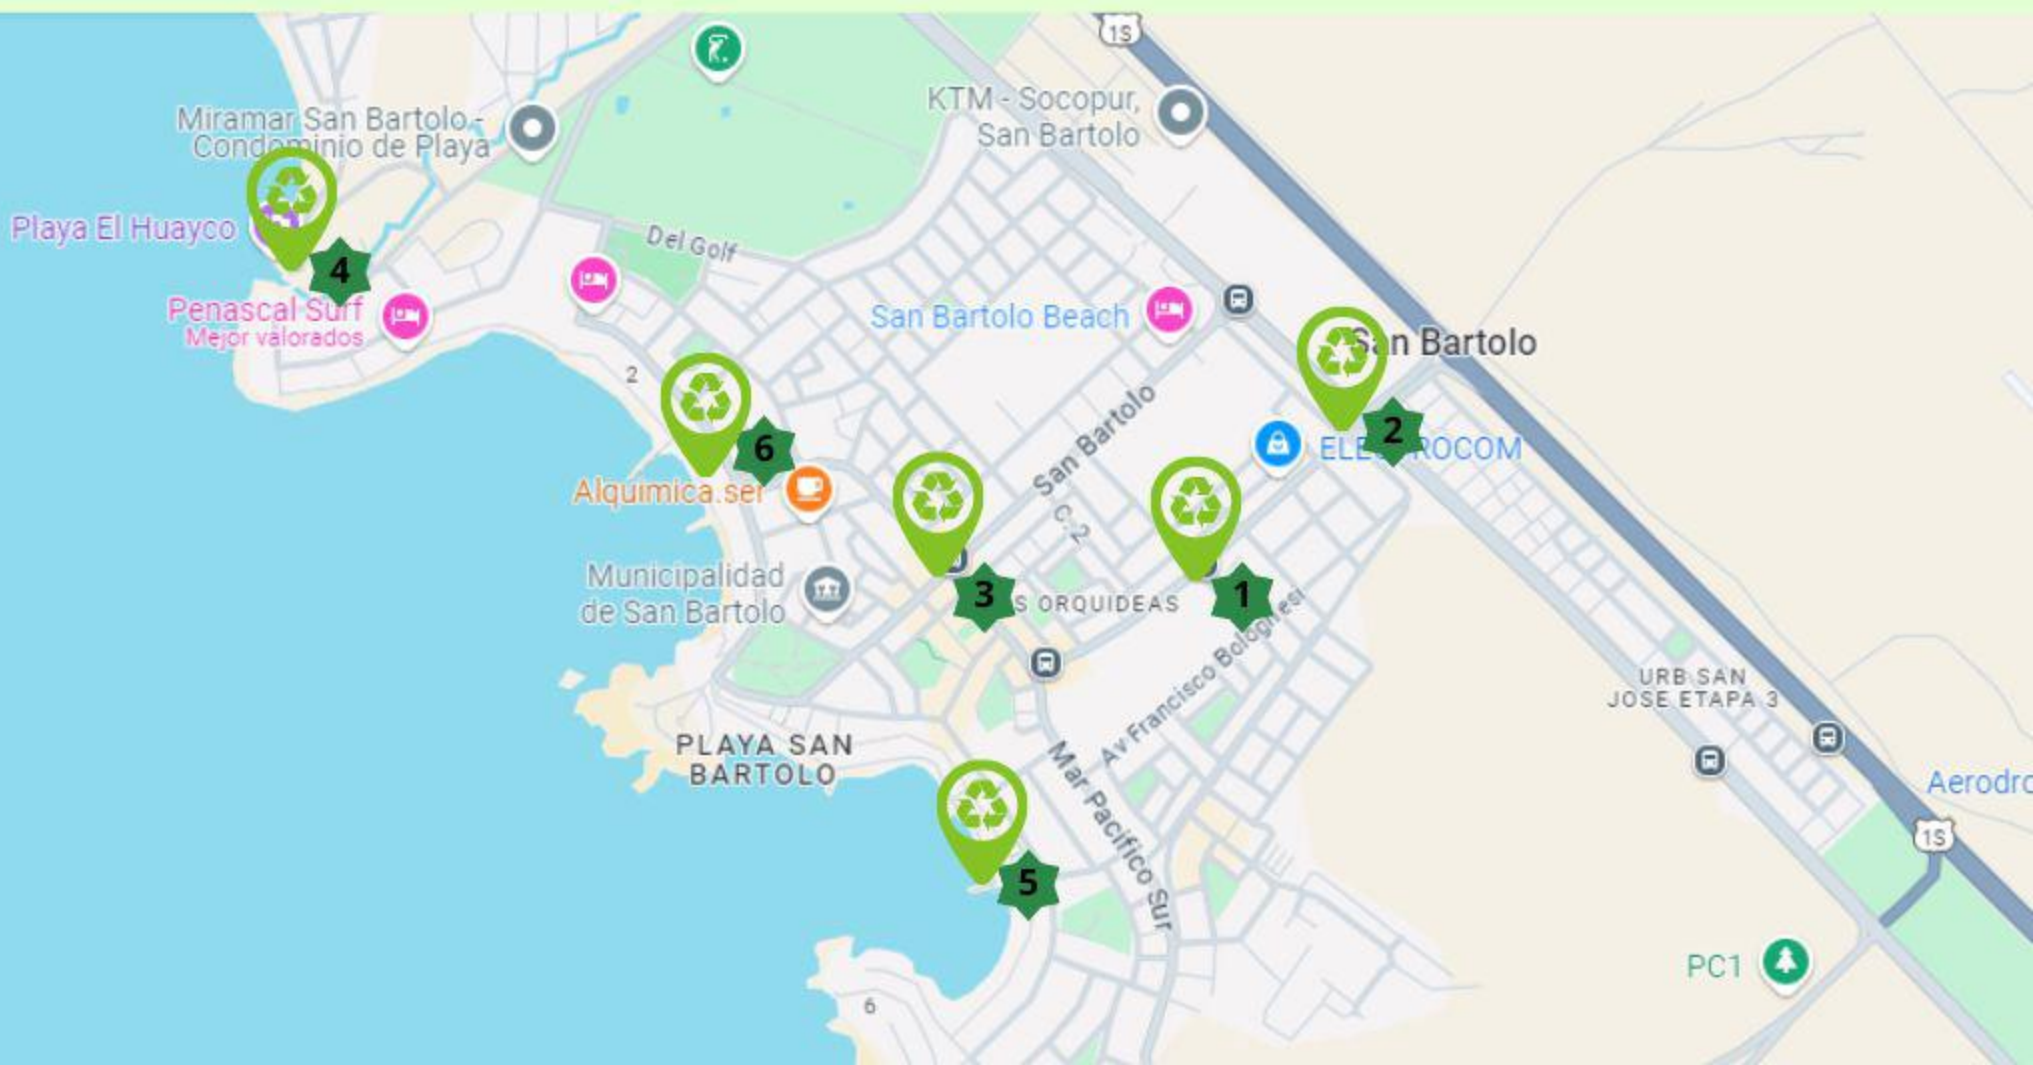 1S
KTM - Socopur,
San Bartolo
Miramar San Bartolo -
Condominio de Playa
Playa El Huayco
Del Golf
4
Penascal Surf
Mejor valorados
San Bartolo Beach
San Bartolo
2
2
ELECTROCOM
San Bartolo
6
Alquimica.ser
C. 2
Municipalidad
de San Bartolo
3
S ORQUIDEAS
1
Av Francisco Bolognesi
URB SAN
JOSE ETAPA 3
PLAYA SAN
BARTOLO
Mar Pacifico Sur
Aerodro
1S
5
PC1
6